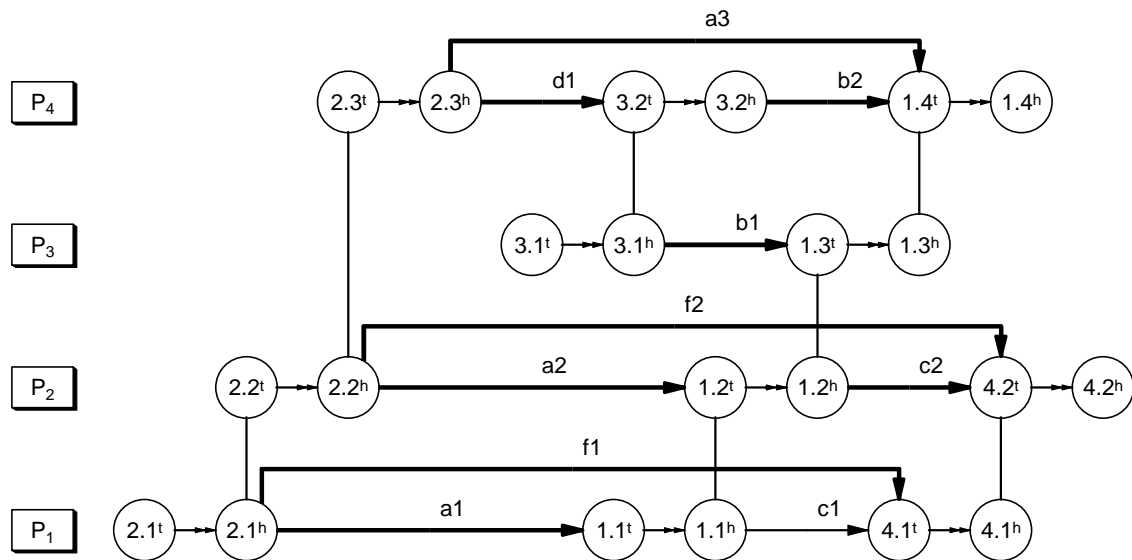 a3
P₄ 2.3ᵗ 2.3ʰ d1 3.2ᵗ 3.2ʰ b2 1.4ᵗ 1.4ʰ
P₃ 3.1ᵗ 3.1ʰ b1 1.3ᵗ 1.3ʰ
f2
P₂ 2.2ᵗ 2.2ʰ a2 1.2ᵗ 1.2ʰ c2 4.2ᵗ 4.2ʰ
f1
P₁ 2.1ᵗ 2.1ʰ a1 1.1ᵗ 1.1ʰ c1 4.1ᵗ 4.1ʰ